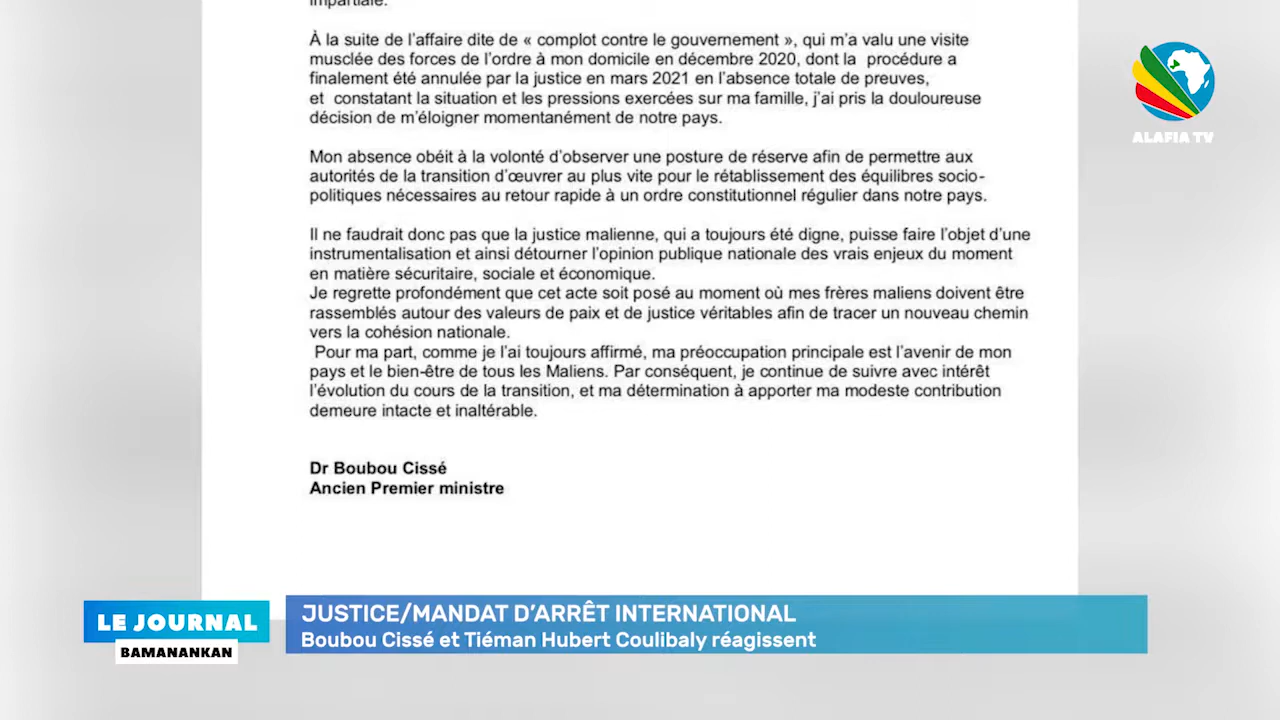 impartiale.
À la suite de l’affaire dite de « complot contre le gouvernement », qui m’a valu une visite
musclée des forces de l’ordre à mon domicile en décembre 2020, dont la procédure a
finalement été annulée par la justice en mars 2021 en l’absence totale de preuves,
et constatant la situation et les pressions exercées sur ma famille, j’ai pris la douloureuse
décision de m’éloigner momentanément de notre pays.
Mon absence obéit à la volonté d’observer une posture de réserve afin de permettre aux
autorités de la transition d’œuvrer au plus vite pour le rétablissement des équilibres socio-
politiques nécessaires au retour rapide à un ordre constitutionnel régulier dans notre pays.
Il ne faudrait donc pas que la justice malienne, qui a toujours été digne, puisse faire l’objet d’une
instrumentalisation et ainsi détourner l’opinion publique nationale des vrais enjeux du moment
en matière sécuritaire, sociale et économique.
Je regrette profondément que cet acte soit posé au moment où mes frères maliens doivent être
rassemblés autour des valeurs de paix et de justice véritables afin de tracer un nouveau chemin
vers la cohésion nationale.
Pour ma part, comme je l’ai toujours affirmé, ma préoccupation principale est l’avenir de mon
pays et le bien-être de tous les Maliens. Par conséquent, je continue de suivre avec intérêt
l’évolution du cours de la transition, et ma détermination à apporter ma modeste contribution
demeure intacte et inaltérable.
Dr Boubou Cissé
Ancien Premier ministre
ALAFIA TV
LE JOURNAL
BAMANANKAN
JUSTICE/MANDAT D’ARRÊT INTERNATIONAL
Boubou Cissé et Tiéman Hubert Coulibaly réagissent